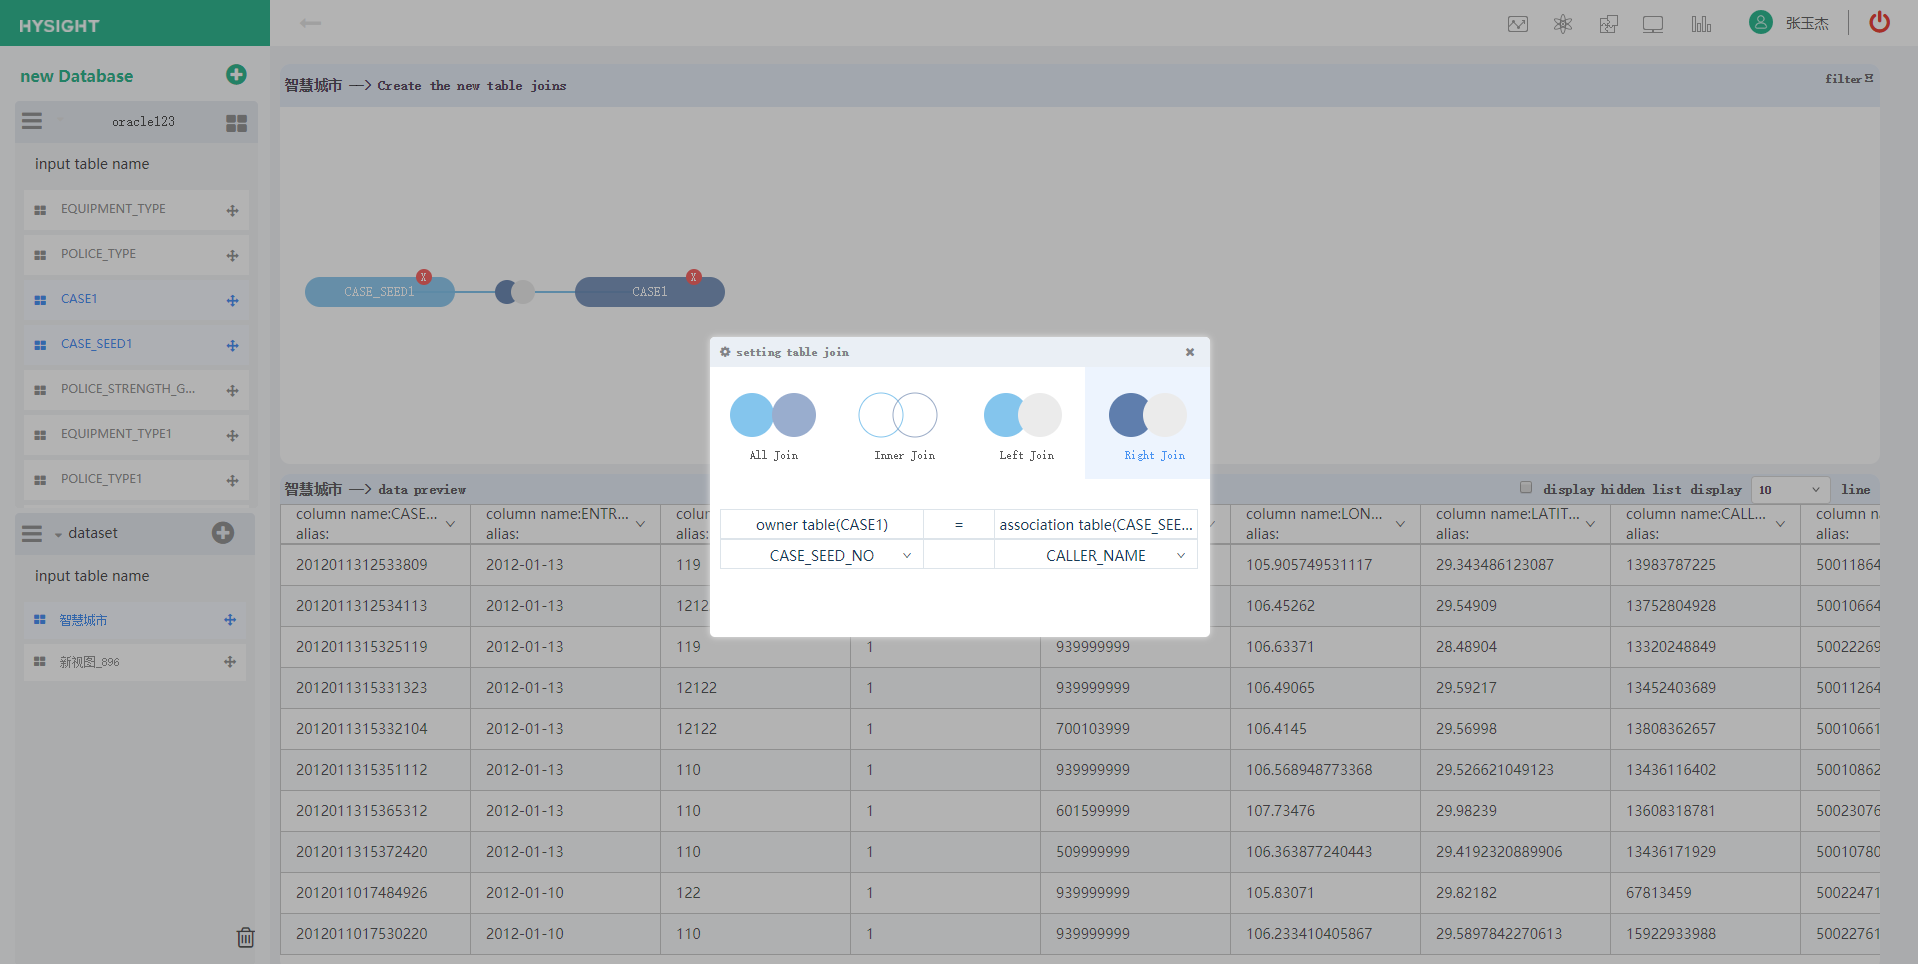 HYSIGHT
张玉杰
new Database
oracle123
input table name
EQUIPMENT_TYPE
POLICE_TYPE
CASE1
CASE_SEED1
POLICE_STRENGTH_G...
EQUIPMENT_TYPE1
POLICE_TYPE1
dataset
input table name
智慧城市
新视图_896
智慧城市 —> Create the new table joins
filter
CASE_SEED1
X
CASE1
X
setting table join
All Join
Inner Join
Left Join
Right Join
owner table(CASE1) = association table(CASE_SEE...
CASE_SEED_NO CALLER_NAME
智慧城市 —> data preview
display hidden list display 10 line
column name:CASE... column name:ENTR... colu column name:LON... column name:LATIT... column name:CALL... column n
alias: alias: alias: alias: alias: alias: alias:
2012011312533809 2012-01-13 119 105.905749531117 29.343486123087 13983787225 50011864
2012011312534113 2012-01-13 1212 106.45262 29.54909 13752804928 50010664
2012011315325119 2012-01-13 119 1 939999999 106.63371 28.48904 13320248849 50022269
2012011315331323 2012-01-13 12122 1 939999999 106.49065 29.59217 13452403689 50011264
2012011315332104 2012-01-13 12122 1 700103999 106.4145 29.56998 13808362657 50010661
2012011315351112 2012-01-13 110 1 939999999 106.568948773368 29.526621049123 13436116402 50010862
2012011315365312 2012-01-13 110 1 601599999 107.73476 29.98239 13608318781 50023076
2012011315372420 2012-01-13 110 1 509999999 106.363877240443 29.4192320889906 13436171929 50010780
2012011017484926 2012-01-10 122 1 939999999 105.83071 29.82182 67813459 50022471
2012011017530220 2012-01-10 110 1 939999999 106.233410405867 29.5897842270613 15922933988 50022761